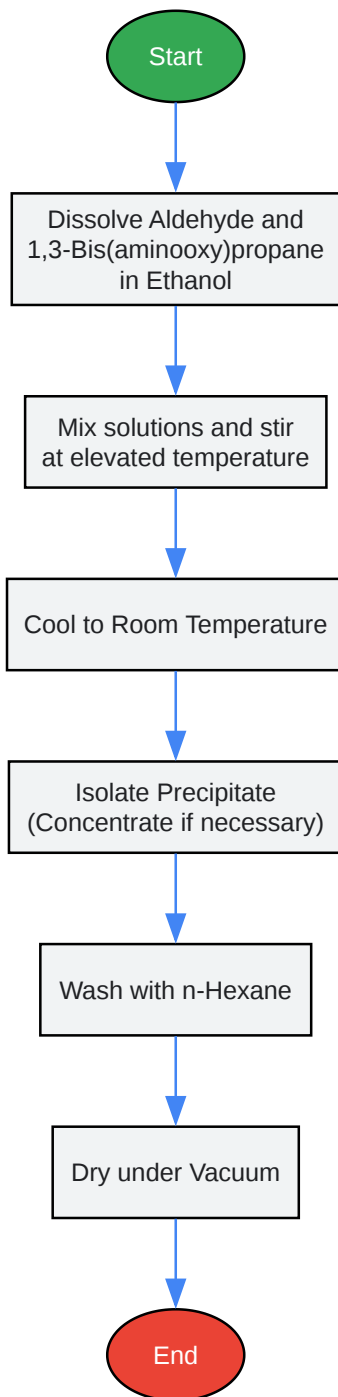 Start
Dissolve Aldehyde and
1,3-Bis(aminooxy)propane
in Ethanol
Mix solutions and stir
at elevated temperature
Cool to Room Temperature
Isolate Precipitate
(Concentrate if necessary)
Wash with n-Hexane
Dry under Vacuum
End